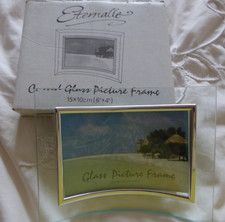 Eternalle
Glass Picture Frame
15x10cm (6"x4")
Glass Picture Frame